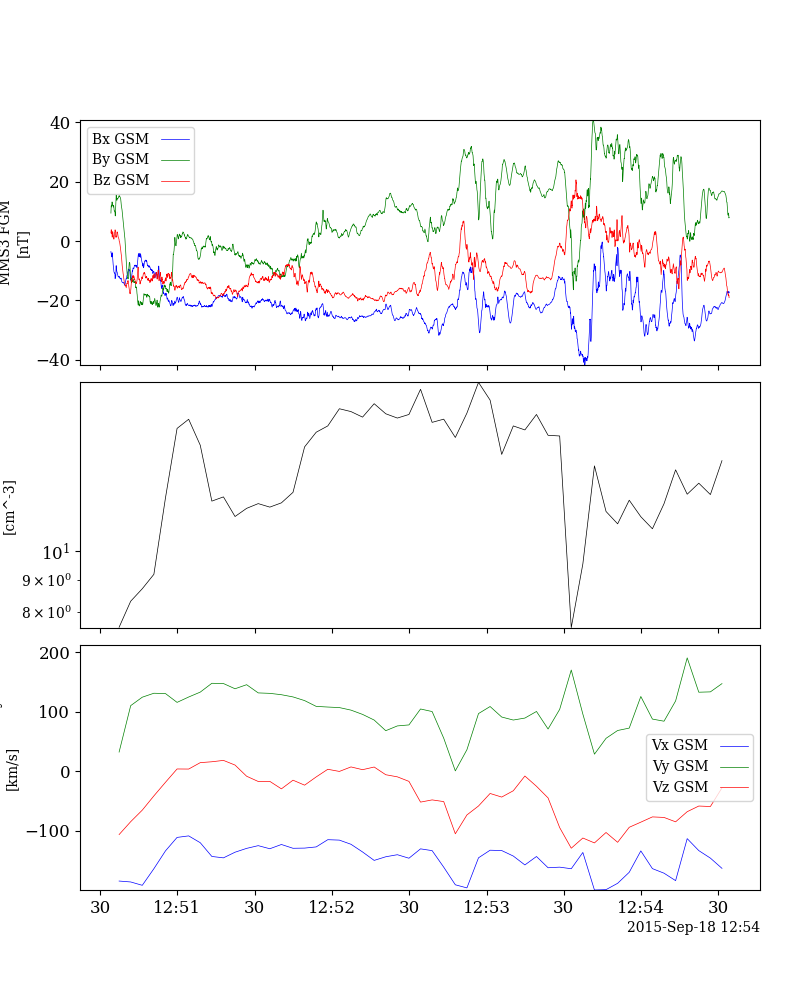 40
20
0
−20
−40
MMS3 FGM
[nT]
Bx GSM
By GSM
Bz GSM
10^1
9 × 10^0
8 × 10^0
[cm^-3]
200
100
0
−100
[km/s]
Vx GSM
Vy GSM
Vz GSM
30 12:51 30 12:52 30 12:53 30 12:54 30
2015-Sep-18 12:54